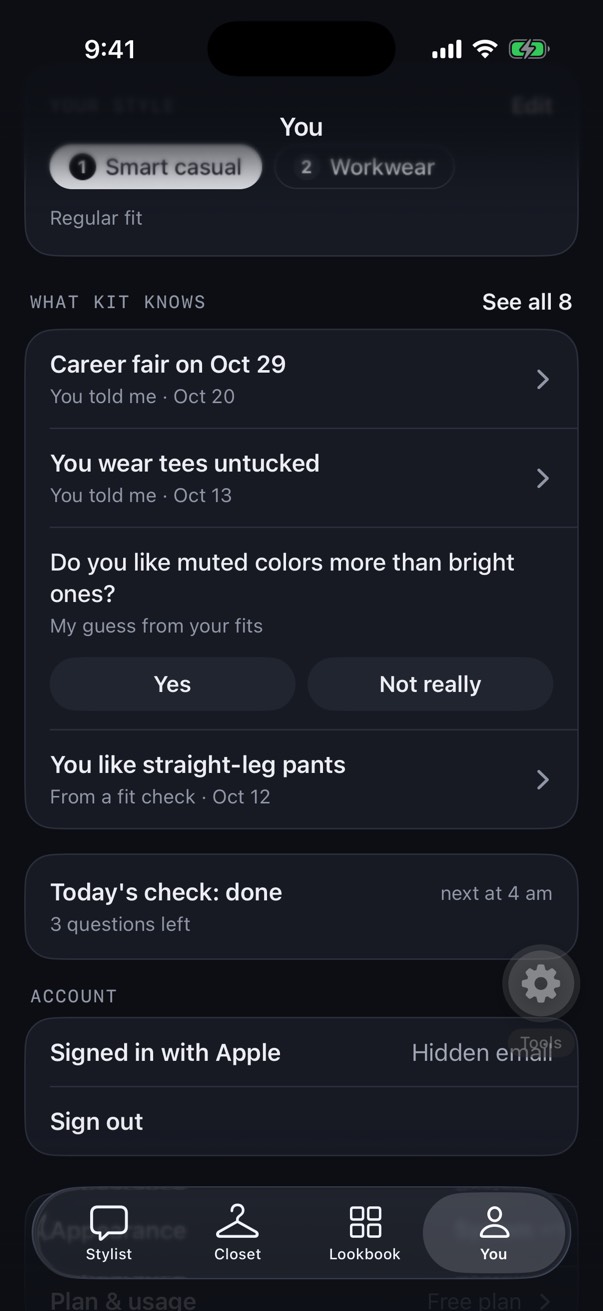 9:41
YOUR STYLE
Edit
You
1 Smart casual
2 Workwear
Regular fit
WHAT KIT KNOWS
See all 8
Career fair on Oct 29
You told me · Oct 20
You wear tees untucked
You told me · Oct 13
Do you like muted colors more than bright
ones?
My guess from your fits
Yes
Not really
You like straight-leg pants
From a fit check · Oct 12
Today's check: done
next at 4 am
3 questions left
ACCOUNT
Signed in with Apple
Hidden email
Tools
Sign out
Appearance
Stylist
Closet
Lookbook
You
Plan & usage
Free plan